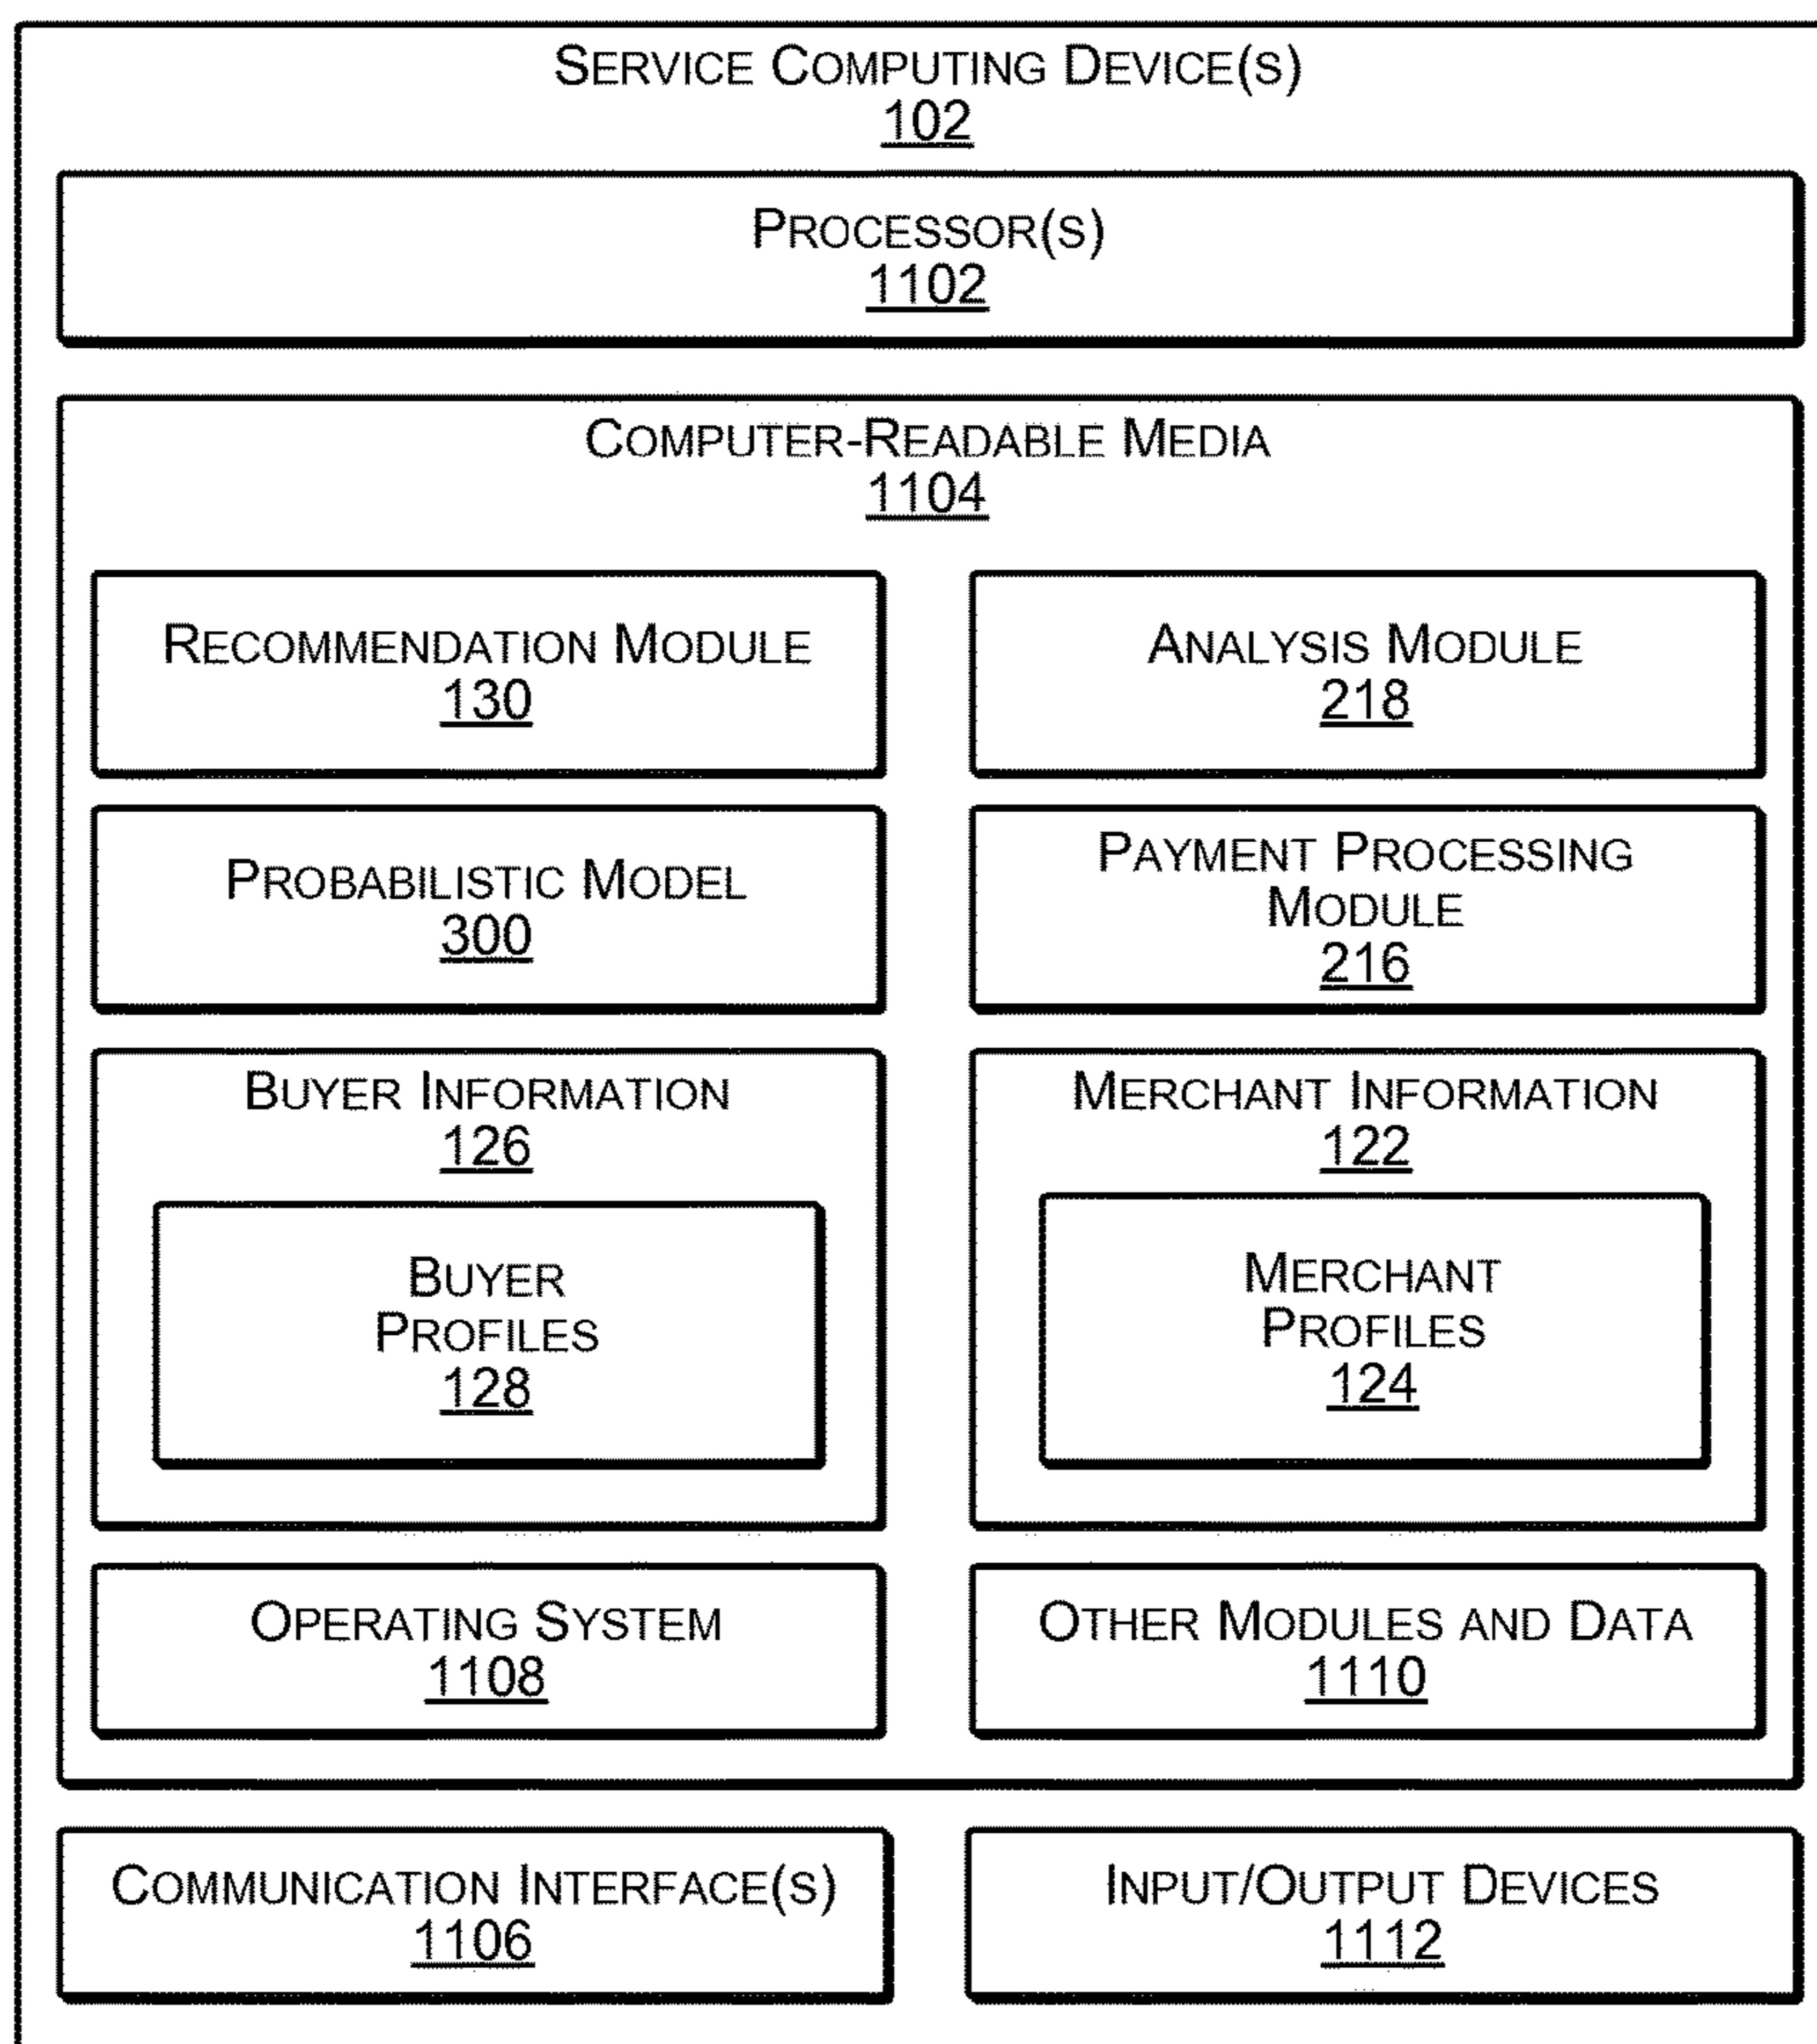 SERVICE COMPUTING DEVICE(S)
102
PROCESSOR(S)
1102
COMPUTER-READABLE MEDIA
1104
RECOMMENDATION MODULE
130
ANALYSIS MODULE
218
PROBABILISTIC MODEL
300
PAYMENT PROCESSING
MODULE
216
BUYER INFORMATION
126
BUYER
PROFILES
128
MERCHANT INFORMATION
122
MERCHANT
PROFILES
124
OPERATING SYSTEM
1108
OTHER MODULES AND DATA
1110
COMMUNICATION INTERFACE(S)
1106
INPUT/OUTPUT DEVICES
1112